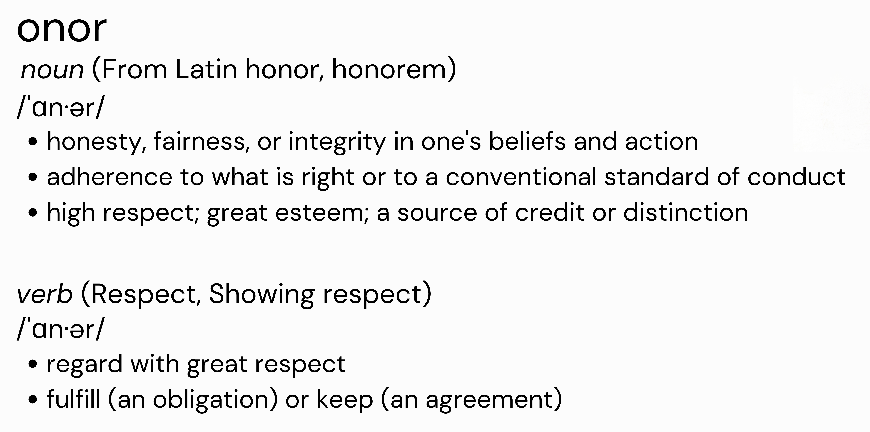 onor
noun (From Latin honor, honorem)
/ˈɑn·ər/
• honesty, fairness, or integrity in one's beliefs and action
• adherence to what is right or to a conventional standard of conduct
• high respect; great esteem; a source of credit or distinction
verb (Respect, Showing respect)
/ˈɑn·ər/
• regard with great respect
• fulfill (an obligation) or keep (an agreement)